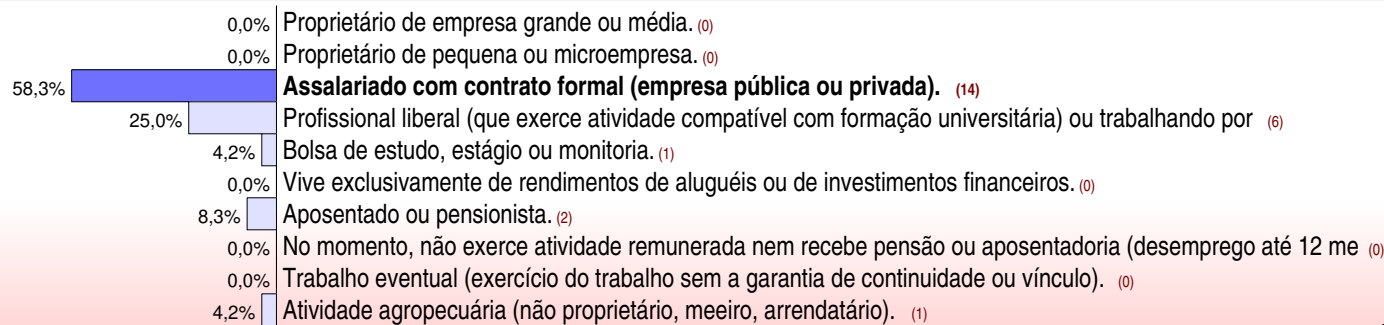 0,0% Proprietário de empresa grande ou média. (0)
0,0% Proprietário de pequena ou microempresa. (0)
58,3% Assalariado com contrato formal (empresa pública ou privada). (14)
25,0% Profissional liberal (que exerce atividade compatível com formação universitária) ou trabalhando por (6)
4,2% Bolsa de estudo, estágio ou monitoria. (1)
0,0% Vive exclusivamente de rendimentos de aluguéis ou de investimentos financeiros. (0)
8,3% Aposentado ou pensionista. (2)
0,0% No momento, não exerce atividade remunerada nem recebe pensão ou aposentadoria (desemprego até 12 me (0)
0,0% Trabalho eventual (exercício do trabalho sem a garantia de continuidade ou vínculo). (0)
4,2% Atividade agropecuária (não proprietário, meeiro, arrendatário). (1)